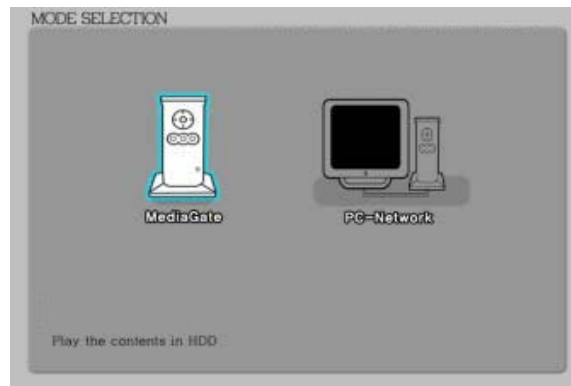 MODE SELECTION
MediaGate
PC-Network
Play the contents in HDD